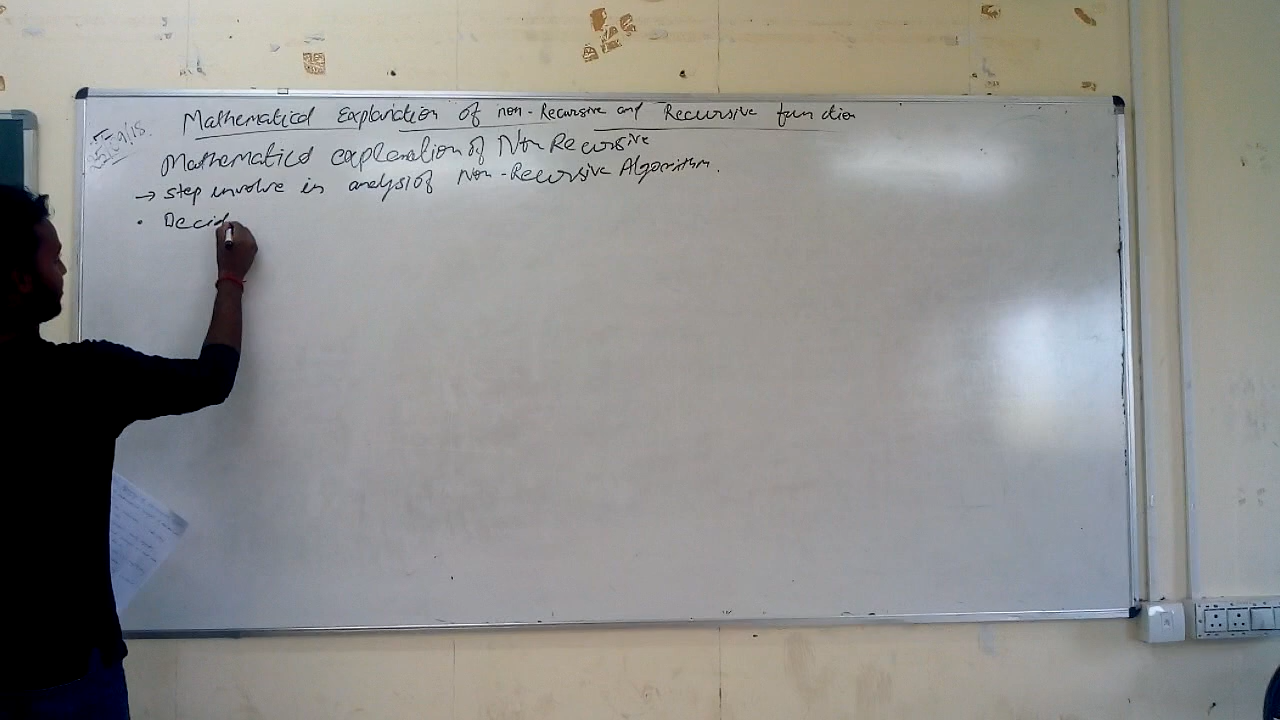 Mathematical Explanation of non-Recursive and Recursive function
Mathematical explenation of Non Recursive
→ step involve in analysis of Non-Recursive Algorithm.
• Decid